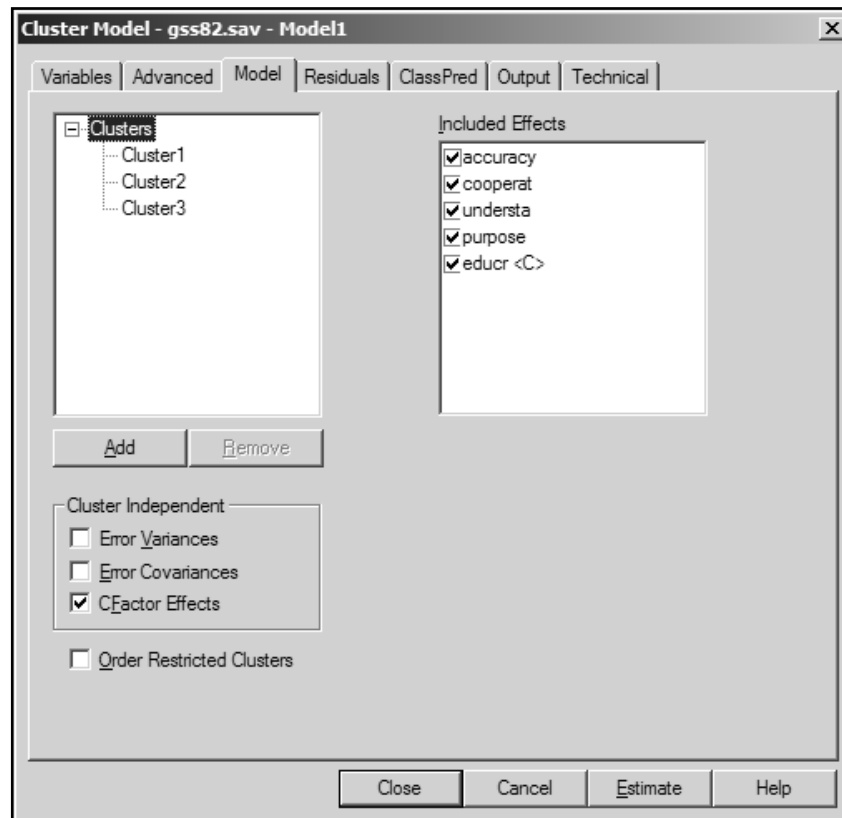 Cluster Model - gss82.sav - Model1
Variables Advanced Model Residuals ClassPred Output Technical
Clusters
Cluster1
Cluster2
Cluster3
Add Remove
Included Effects
accuracy
cooperat
understa
purpose
educr <C>
Cluster Independent
Error Variances
Error Covariances
CFactor Effects
Order Restricted Clusters
Close Cancel Estimate Help